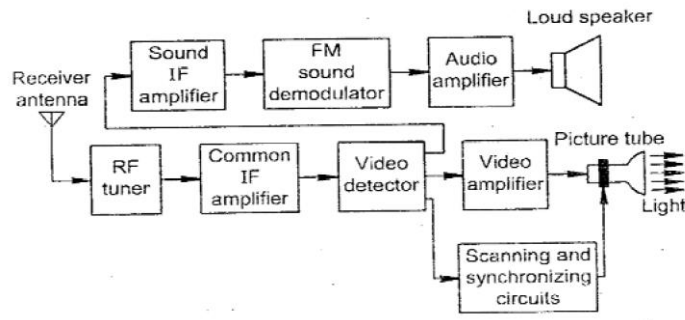 Loud speaker
Receiver
antenna
Sound
IF
amplifier
FM
sound
demodulator
Audio
amplifier
RF
tuner
Common
IF
amplifier
Video
detector
Video
amplifier
Picture tube
Light
Scanning and
synchronizing
circuits